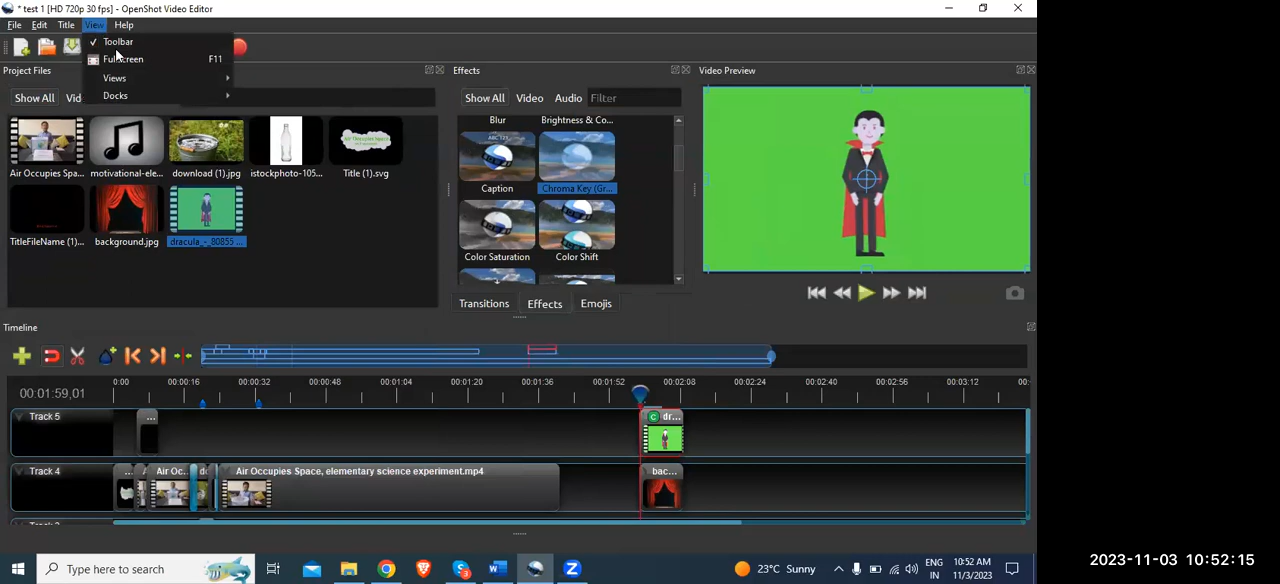 * test 1 [HD 720p 30 fps] - OpenShot Video Editor
File Edit Title View Help
Toolbar
Fullscreen F11
Views
Docks
Project Files
Effects
Video Preview
Show All
Show All Video Audio Filter
Blur Brightness & Co...
Air Occupies Spa... motivational-ele... download (1).jpg istockphoto-105... Title (1).svg
Caption Chroma Key (Gr...
TitleFileName (1)... background.jpg dracula_-_80855 ...
Color Saturation Color Shift
Transitions Effects Emojis
Timeline
00:01:59,01
0:00 00:00:16 00:00:32 00:00:48 00:01:04 00:01:20 00:01:36 00:01:52 00:02:08 00:02:24 00:02:40 00:02:56 00:03:12 00:
Track 5 ... dr...
Track 4 ... Air Oc... Air Occupies Space, elementary science experiment.mp4 bac...
Type here to search
23°C Sunny
ENG
IN
10:52 AM
11/3/2023
2023-11-03 10:52:15